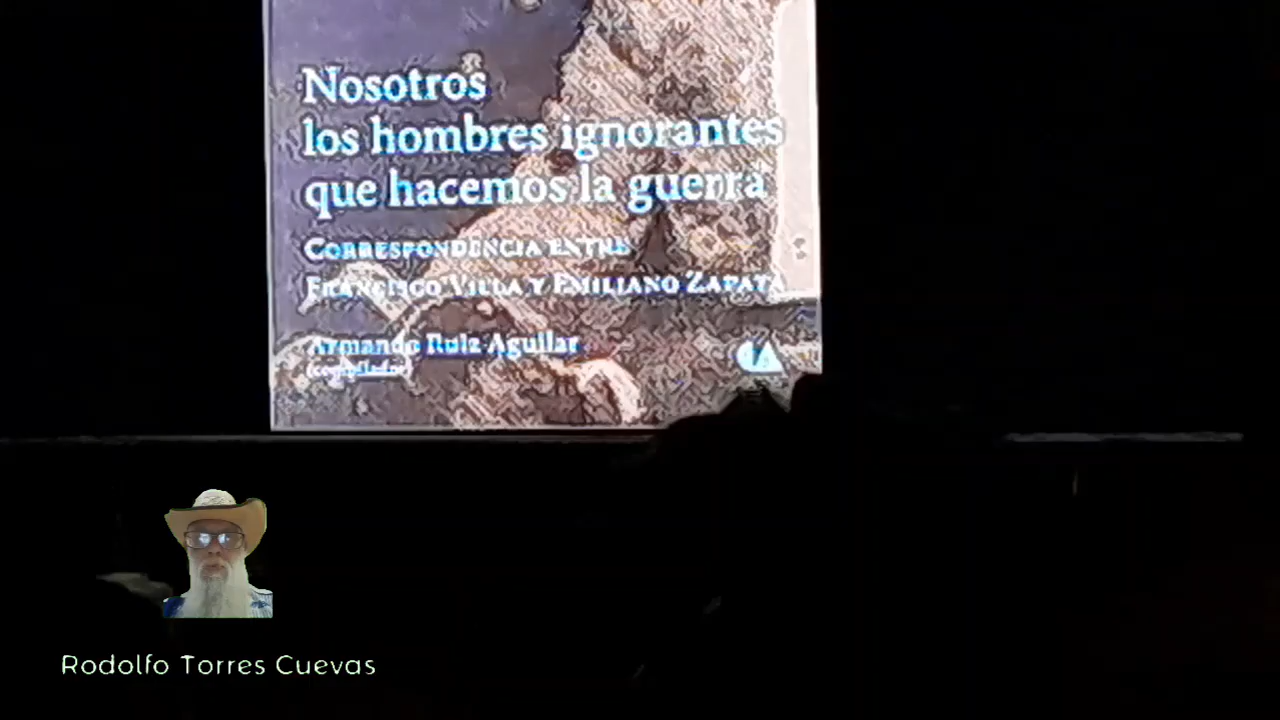 Nosotros
los hombres ignorantes
que hacemos la guerra
CORRESPONDENCIA ENTRE
FRANCISCO VILLA Y EMILIANO ZAPATA
Armando Ruiz Aguilar
(compilador)
Rodolfo Torres Cuevas